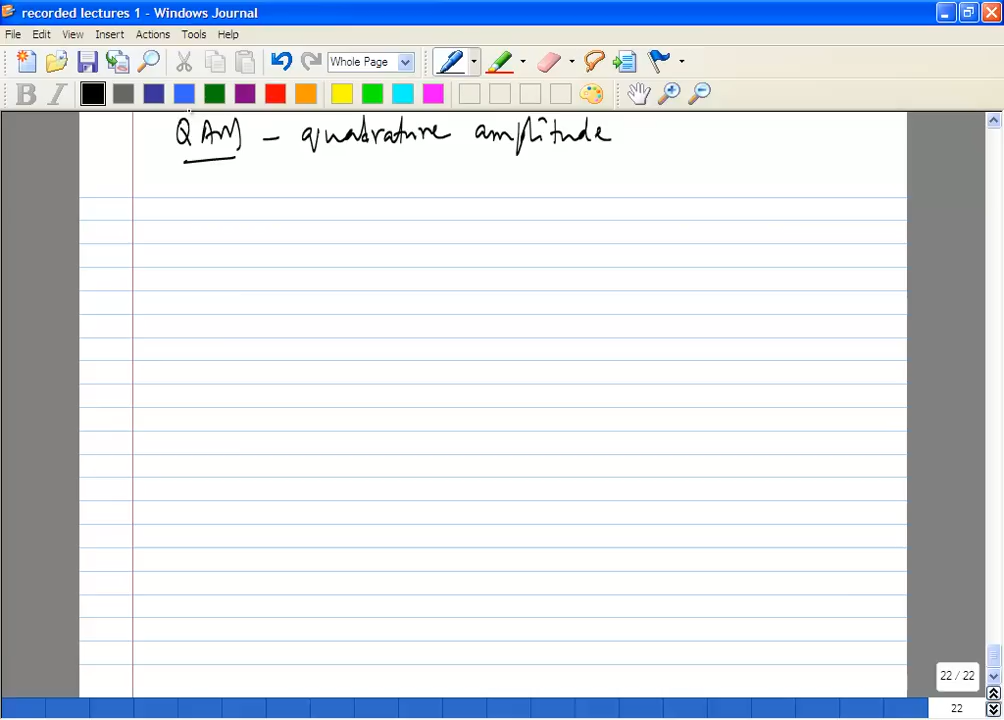 recorded lectures 1 - Windows Journal
File Edit View Insert Actions Tools Help
Whole Page
B I
QAM - quadrature amplitude
22 / 22
22